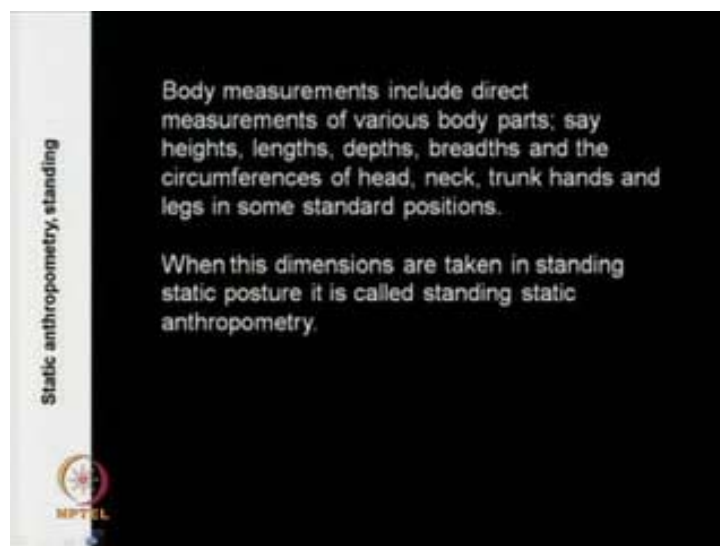 Body measurements include direct
measurements of various body parts; say
heights, lengths, depths, breadths and the
circumferences of head, neck, trunk hands and
legs in some standard positions.
When this dimensions are taken in standing
static posture it is called standing static
anthropometry.
Static anthropometry, standing
NPTEL